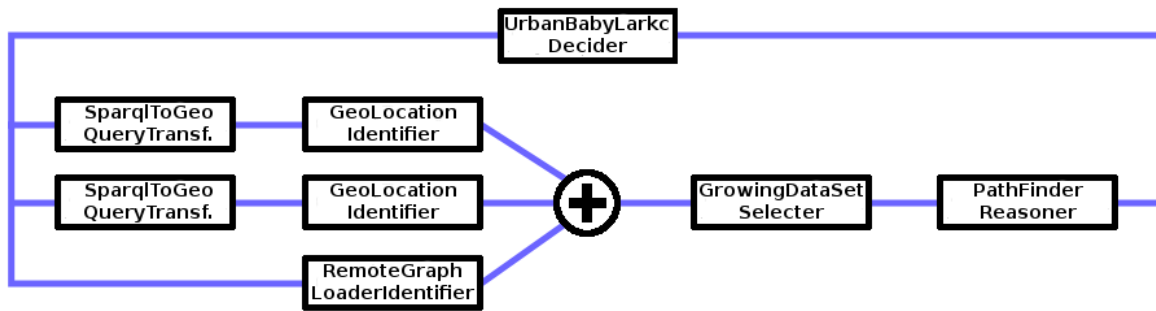 UrbanBabyLarkc
Decider
SparqlToGeo
QueryTransf.
GeoLocation
Identifier
SparqlToGeo
QueryTransf.
GeoLocation
Identifier
GrowingDataSet
Selecter
PathFinder
Reasoner
RemoteGraph
LoaderIdentifier